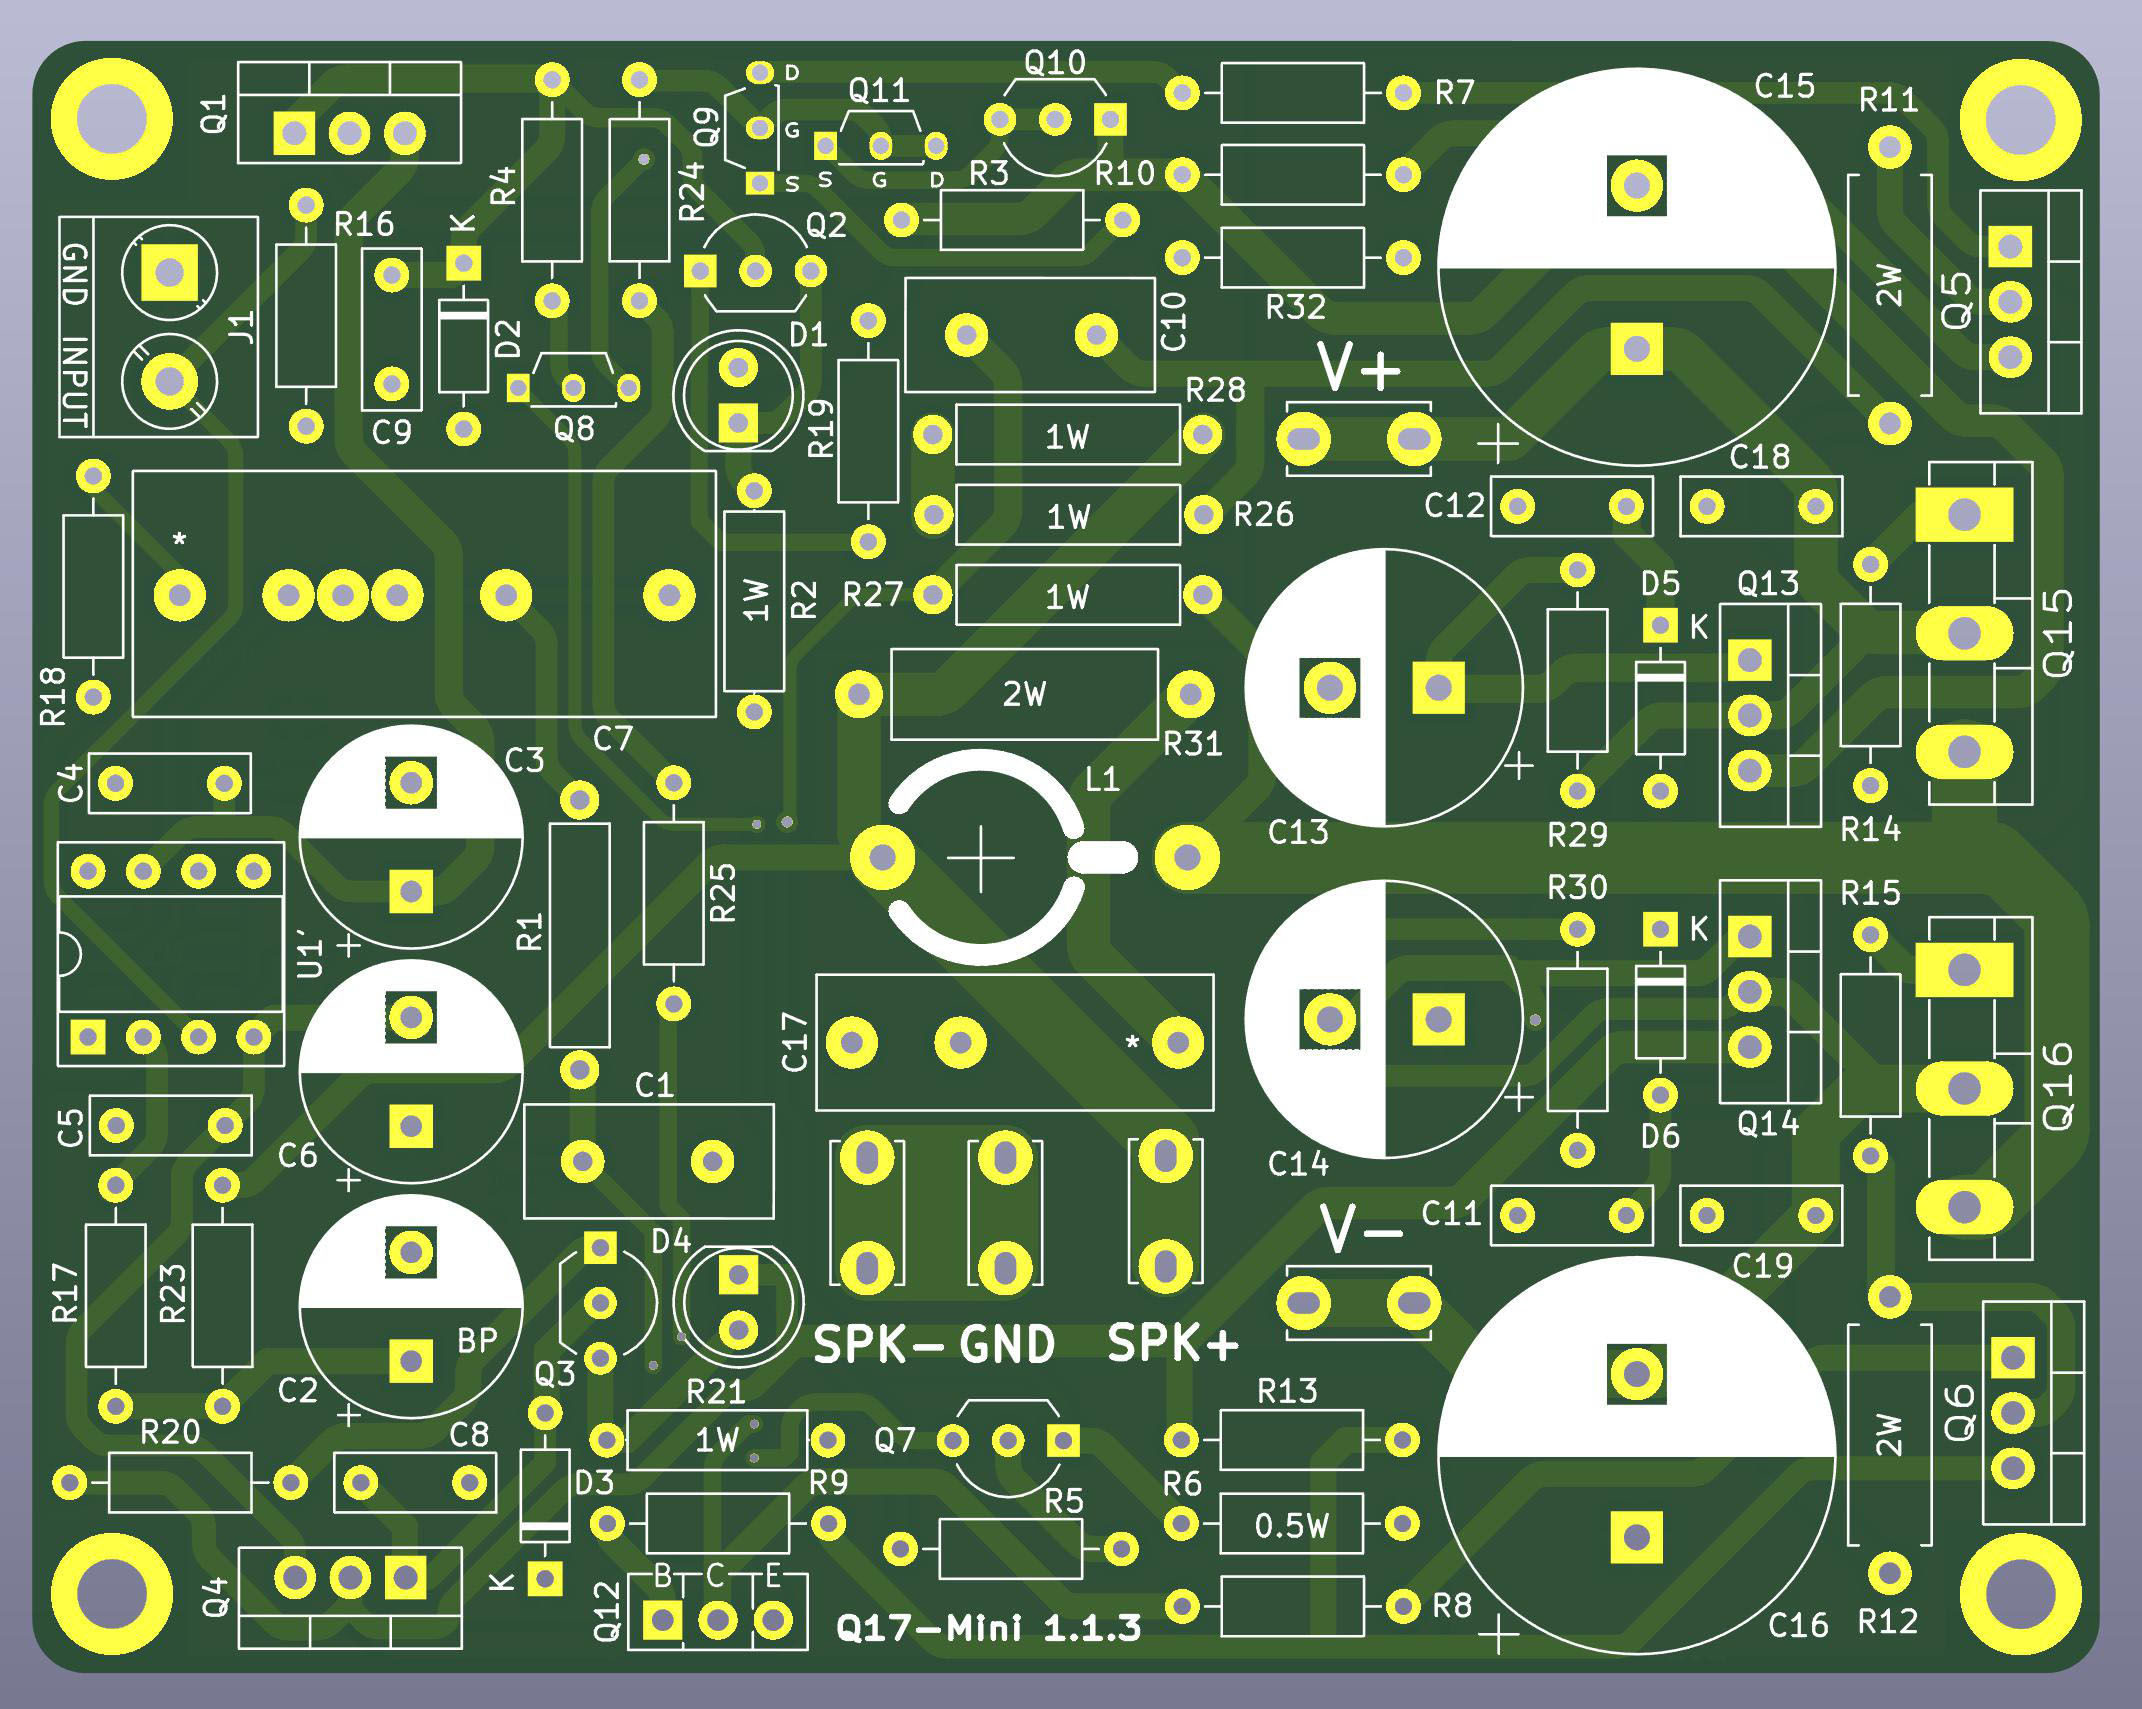 Q10
C15
D
Q1
Q11
R7
R11
Q9
G
R4
R24
S
S
G
D
R3
R10
K
R16
Q2
GND INPUT
J1
D2
D1
C10
R32
2W
Q5
V+
R28
C9
Q8
R19
1W
C18
C12
1W
R26
*
1W
R2
R27
1W
D5
K
Q13
Q15
R18
2W
R31
C7
C3
L1
C4
C13
R29
R14
R25
R30
R15
R1
K
U1'
C17
*
Q16
C1
C5
D6
Q14
C6
C14
C11
D4
V-
C19
R17
R23
BP
SPK-
GND
SPK+
Q3
C2
R21
R13
R20
C8
1W
Q7
2W
Q6
D3
R9
R6
R5
0.5W
K
B
C
E
Q4
Q12
Q17-Mini 1.1.3
R8
C16
R12